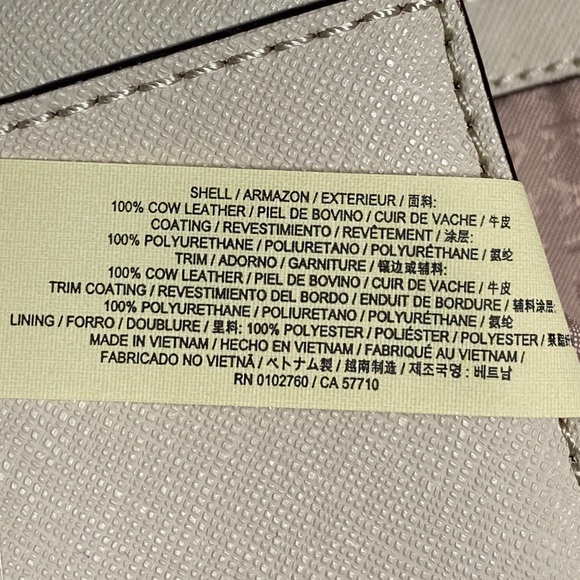 SHELL / ARMAZON / EXTERIEUR / 面料:
100% COW LEATHER / PIEL DE BOVINO / CUIR DE VACHE / 牛皮
COATING / REVESTIMIENTO / REVÊTEMENT / 涂层:
100% POLYURETHANE / POLIURETANO / POLYURÉTHANE / 氨纶
TRIM / ADORNO / GARNITURE / 镶边或辅料:
100% COW LEATHER / PIEL DE BOVINO / CUIR DE VACHE / 牛皮
TRIM COATING / REVESTIMIENTO DEL BORDO / ENDUIT DE BORDURE / 辅料涂层:
100% POLYURETHANE / POLIURETANO / POLYURÉTHANE / 氨纶
LINING / FORRO / DOUBLURE / 里料: 100% POLYESTER / POLIÉSTER / POLYESTER / 聚酯纤
MADE IN VIETNAM / HECHO EN VIETNAM / FABRIQUÉ AU VIETNAM /
FABRICADO NO VIETNÃ / ベトナム製 / 越南制造 / 제조국명 : 베트남
RN 0102760 / CA 57710